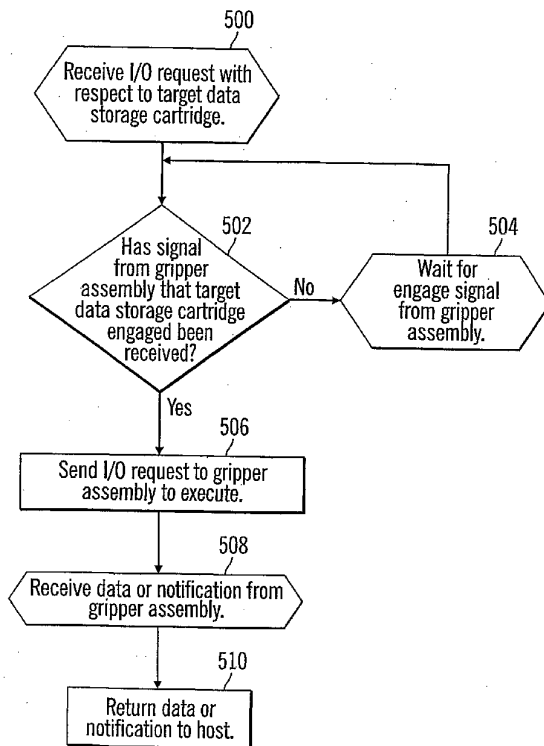 500
Receive I/O request with
respect to target data
storage cartridge.
502
Has signal
from gripper
assembly that target
data storage cartridge
engaged been
received?
No
504
Wait for
engage signal
from gripper
assembly.
Yes
506
Send I/O request to gripper
assembly to execute.
508
Receive data or notification from
gripper assembly.
510
Return data or
notification to host.